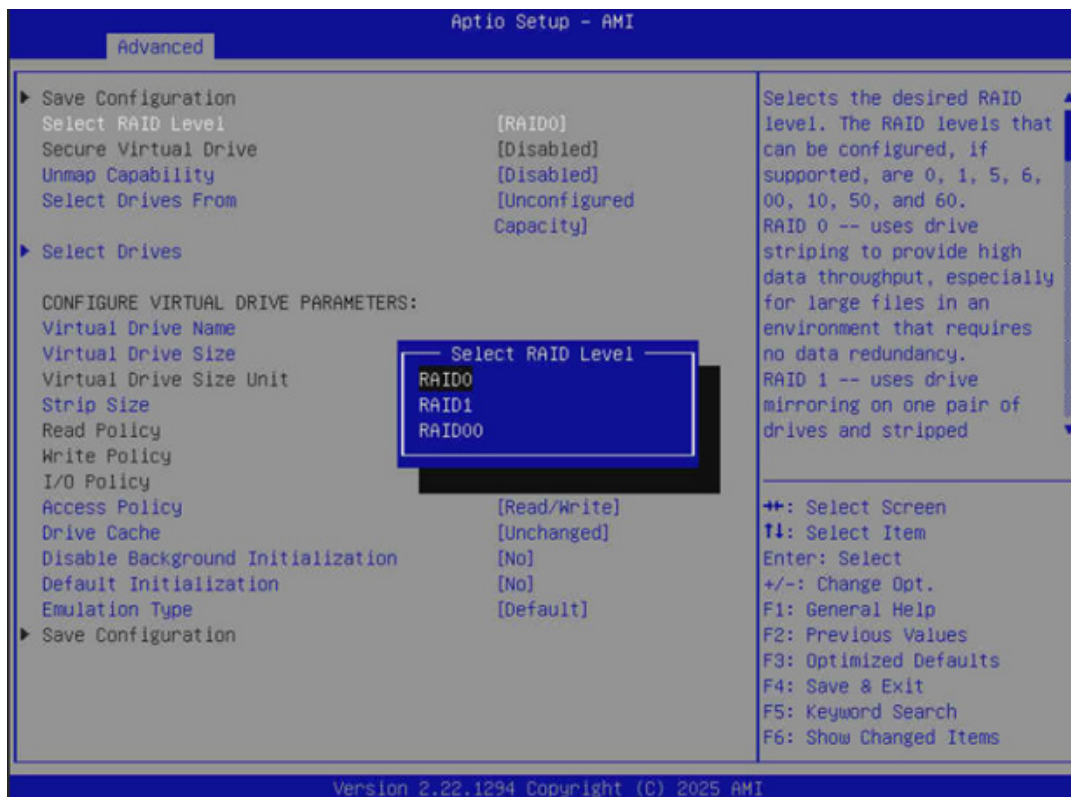 Aptio Setup - AMI
Advanced
Save Configuration
Select RAID Level [RAID0]
Secure Virtual Drive [Disabled]
Unmap Capability [Disabled]
Select Drives From [Unconfigured
Capacity]
Select Drives
CONFIGURE VIRTUAL DRIVE PARAMETERS:
Virtual Drive Name
Virtual Drive Size
Virtual Drive Size Unit
Strip Size
Read Policy
Write Policy
I/O Policy
Access Policy [Read/Write]
Drive Cache [Unchanged]
Disable Background Initialization [No]
Default Initialization [No]
Emulation Type [Default]
Save Configuration
Select RAID Level
RAID0
RAID1
RAID00
Selects the desired RAID
level. The RAID levels that
can be configured, if
supported, are 0, 1, 5, 6,
00, 10, 50, and 60.
RAID 0 -- uses drive
striping to provide high
data throughput, especially
for large files in an
environment that requires
no data redundancy.
RAID 1 -- uses drive
mirroring on one pair of
drives and stripped
→←: Select Screen
↑↓: Select Item
Enter: Select
+/-: Change Opt.
F1: General Help
F2: Previous Values
F3: Optimized Defaults
F4: Save & Exit
F5: Keyword Search
F6: Show Changed Items
Version 2.22.1294 Copyright (C) 2025 AMI